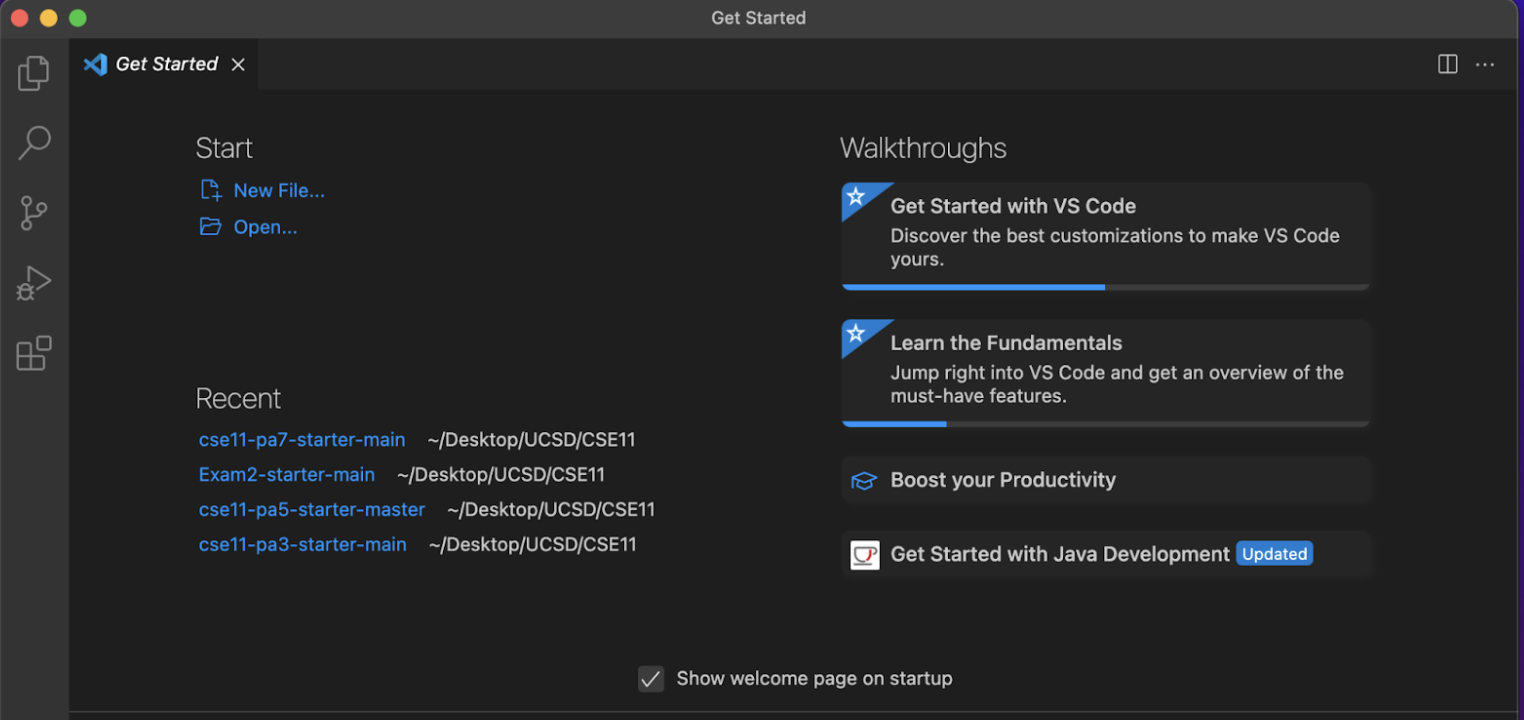 Get Started
Get Started
Start
New File...
Open...
Recent
cse11-pa7-starter-main ~/Desktop/UCSD/CSE11
Exam2-starter-main ~/Desktop/UCSD/CSE11
cse11-pa5-starter-master ~/Desktop/UCSD/CSE11
cse11-pa3-starter-main ~/Desktop/UCSD/CSE11
Walkthroughs
Get Started with VS Code
Discover the best customizations to make VS Code
yours.
Learn the Fundamentals
Jump right into VS Code and get an overview of the
must-have features.
Boost your Productivity
Get Started with Java Development Updated
Show welcome page on startup